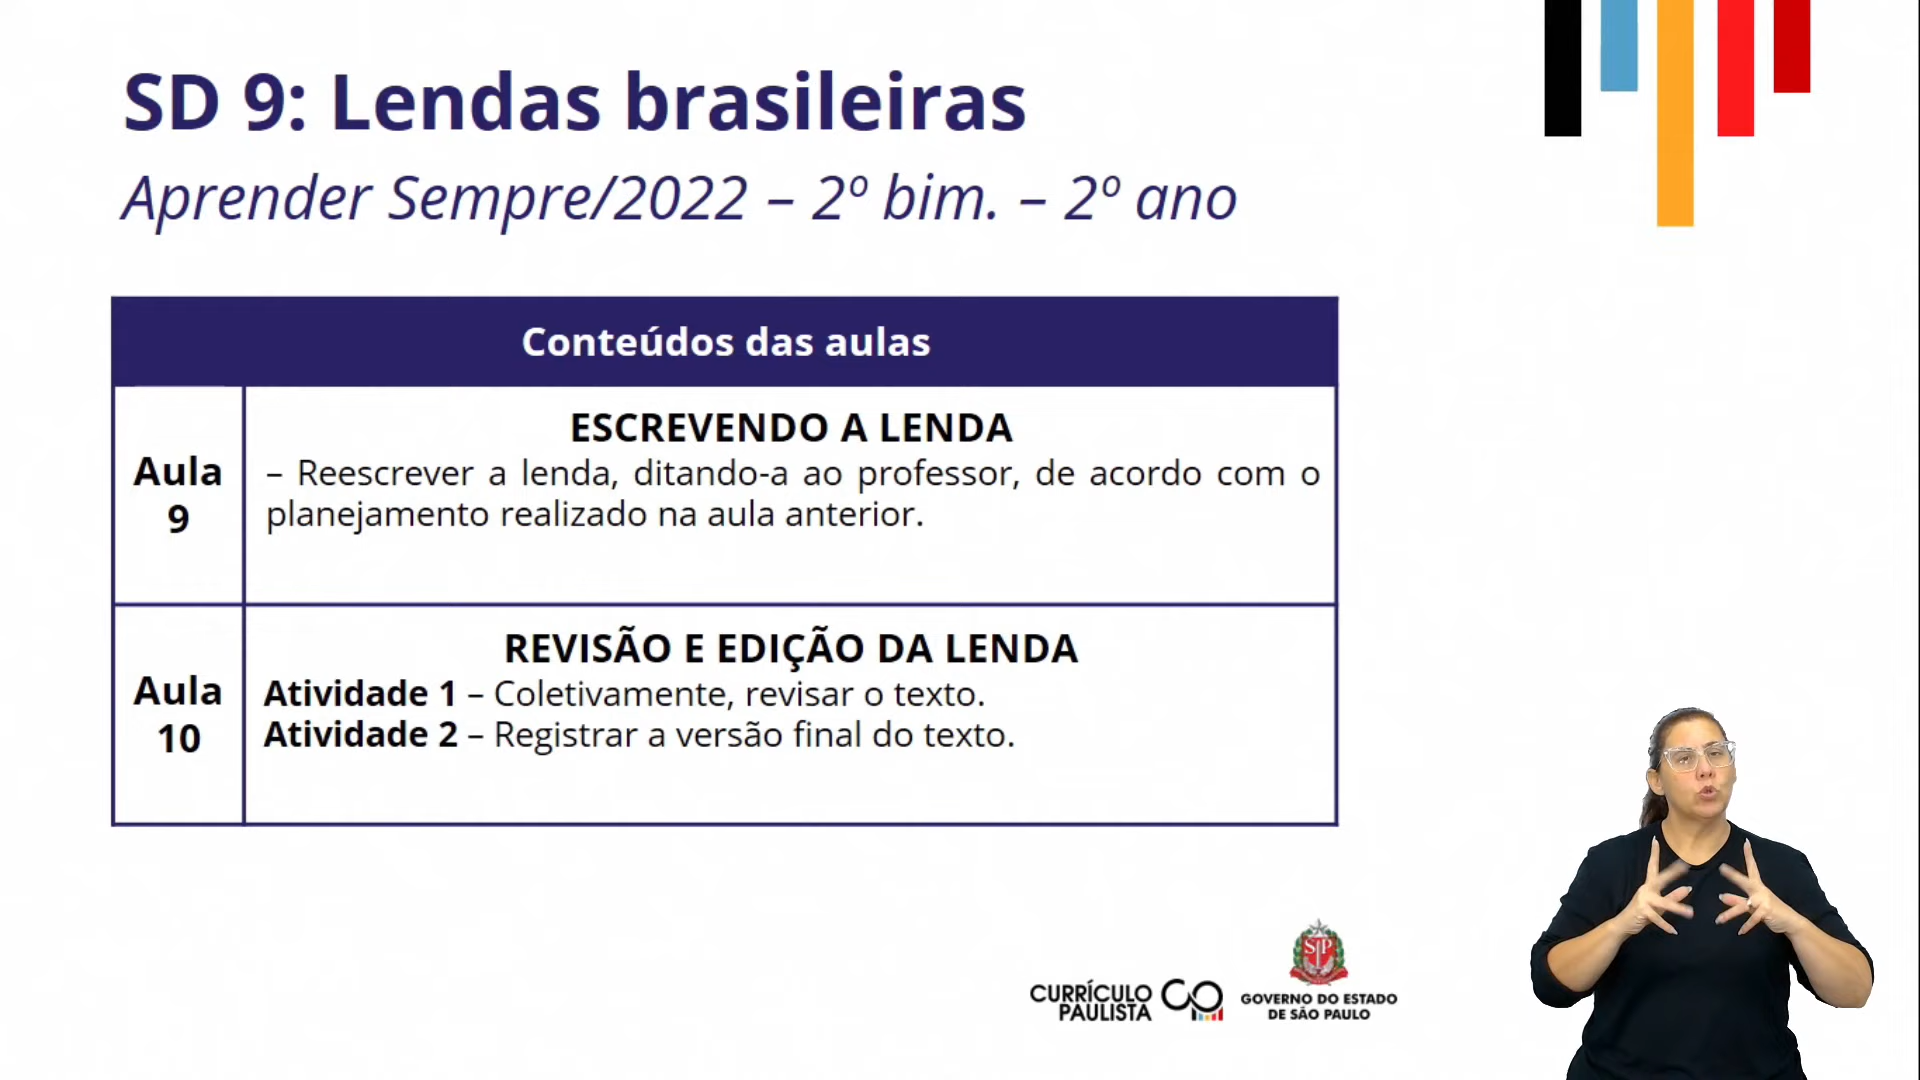 SD 9: Lendas brasileiras
Aprender Sempre/2022 – 2º bim. – 2º ano
Conteúdos das aulas
Aula
9
ESCREVENDO A LENDA
– Reescrever a lenda, ditando-a ao professor, de acordo com o
planejamento realizado na aula anterior.
Aula
10
REVISÃO E EDIÇÃO DA LENDA
Atividade 1 – Coletivamente, revisar o texto.
Atividade 2 – Registrar a versão final do texto.
CURRÍCULO
PAULISTA
SP
GOVERNO DO ESTADO
DE SÃO PAULO